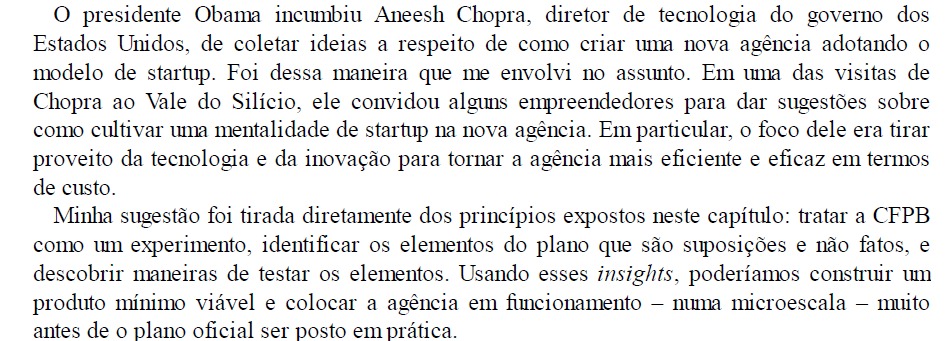 O presidente Obama incumbiu Aneesh Chopra, diretor de tecnologia do governo dos
Estados Unidos, de coletar ideias a respeito de como criar uma nova agência adotando o
modelo de startup. Foi dessa maneira que me envolvi no assunto. Em uma das visitas de
Chopra ao Vale do Silício, ele convidou alguns empreendedores para dar sugestões sobre
como cultivar uma mentalidade de startup na nova agência. Em particular, o foco dele era tirar
proveito da tecnologia e da inovação para tornar a agência mais eficiente e eficaz em termos
de custo.
Minha sugestão foi tirada diretamente dos princípios expostos neste capítulo: tratar a CFPB
como um experimento, identificar os elementos do plano que são suposições e não fatos, e
descobrir maneiras de testar os elementos. Usando esses insights, poderíamos construir um
produto mínimo viável e colocar a agência em funcionamento – numa microescala – muito
antes de o plano oficial ser posto em prática.